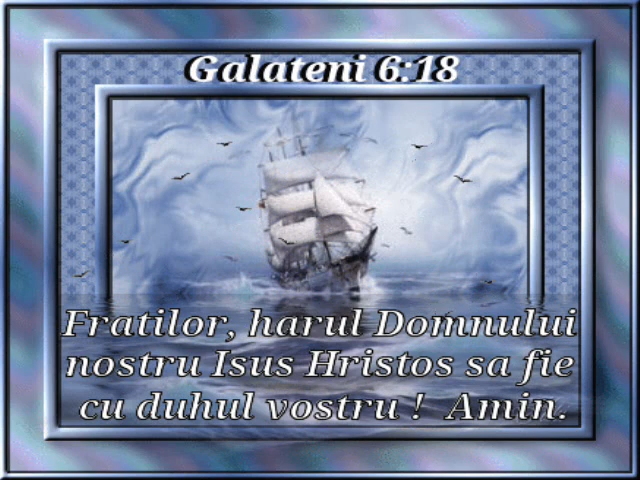 Galateni 6:18
Fratilor, harul Domnului
nostru Isus Hristos sa fie
cu duhul vostru ! Amin.